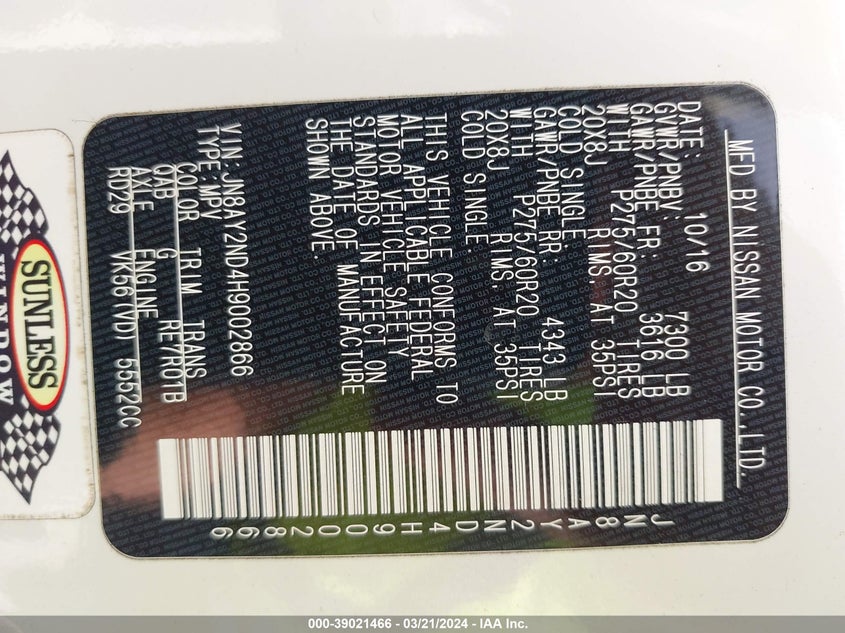 MFD BY NISSAN MOTOR CO.,LTD.
DATE: 10/16
GVWR/PNBV: 7300 LB
GAWR/PNBE FR: 3616 LB
WITH P275/60R20 TIRES
20X8J RIMS, AT 35PSI
COLD SINGLE.
GAWR/PNBE RR: 4343 LB
WITH P275/60R20 TIRES
20X8J RIMS, AT 35PSI
COLD SINGLE.
THIS VEHICLE CONFORMS TO
ALL APPLICABLE FEDERAL
MOTOR VEHICLE SAFETY
STANDARDS IN EFFECT ON
THE DATE OF MANUFACTURE
SHOWN ABOVE.
VIN: JN8AY2ND4H9002866
TYPE: MPV
COLOR TRIM TRANS
QAB G RE7R01B
AXLE ENGINE
RD29 VK56(VD) 5552CC
JN8AY2ND4H9002866
SUNLESS
WINDOW
000-39021466 - 03/21/2024 - IAA Inc.